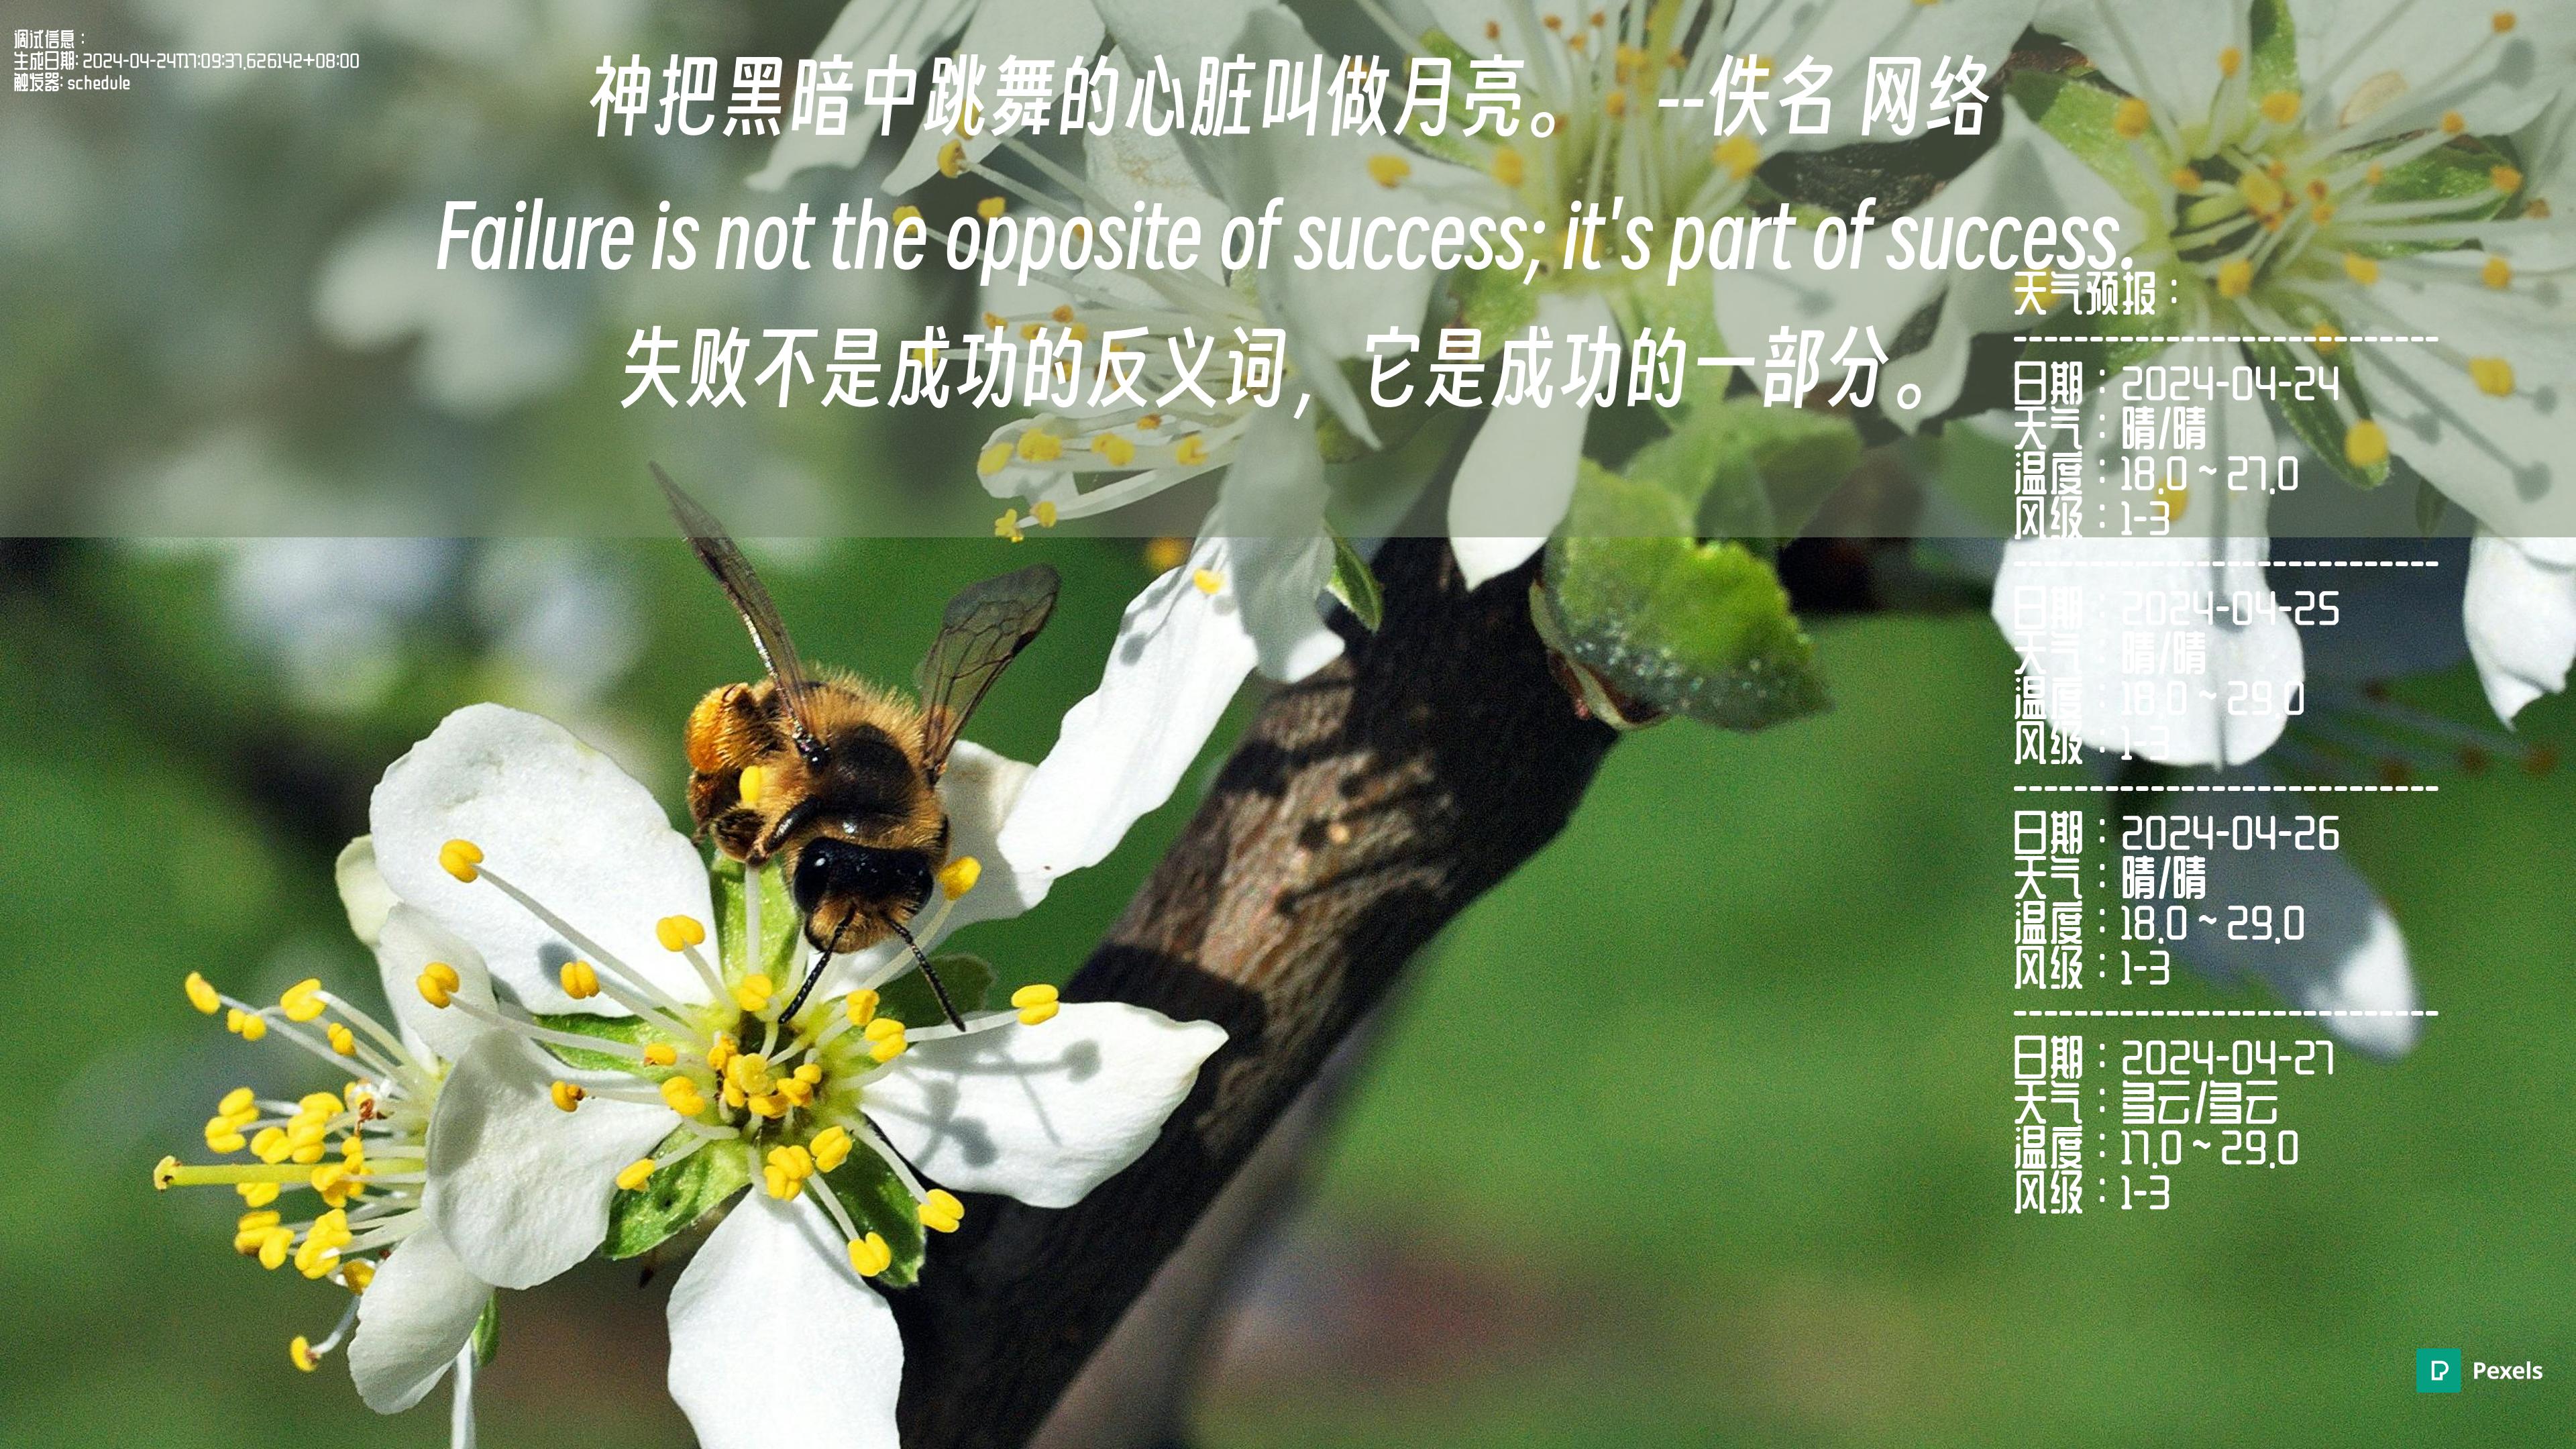 调试信息：
生成日期: 2024-04-24T17:09:37.626142+08:00
触发器: schedule
神把黑暗中跳舞的心脏叫做月亮。 --佚名 网络
Failure is not the opposite of success; it's part of success.
失败不是成功的反义词，它是成功的一部分。
天气预报：
------------------------------
日期：2024-04-24
天气：晴/晴
温度：18.0 ~ 27.0
风级：1-3
------------------------------
日期：2024-04-25
天气：晴/晴
温度：18.0 ~ 29.0
风级：1-3
------------------------------
日期：2024-04-26
天气：晴/晴
温度：18.0 ~ 29.0
风级：1-3
------------------------------
日期：2024-04-27
天气：多云/多云
温度：17.0 ~ 29.0
风级：1-3
Pexels